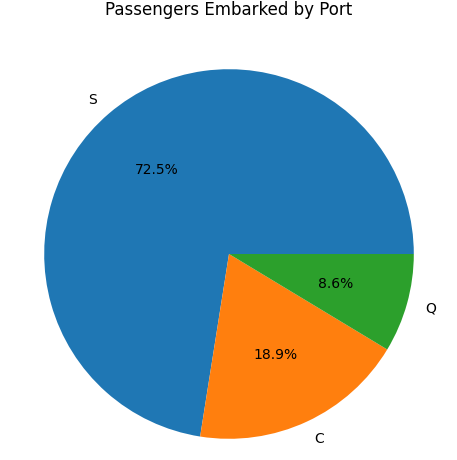 Passengers Embarked by Port
S
72.5%
8.6%
Q
18.9%
C